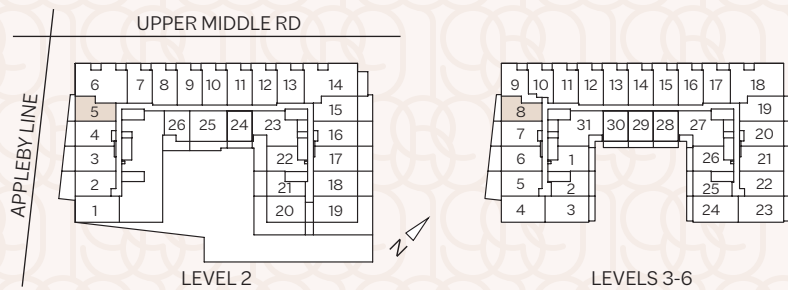 UPPER MIDDLE RD
APPLEBY LINE
6 7 8 9 10 11 12 13 14
5 15
26 25 24 23
4 16
3 22 17
2 21 18
1 20 19
N
LEVEL 2
9 10 11 12 13 14 15 16 17 18
8 19
31 30 29 28 27
7 20
6 1 26 21
5 2 25 22
4 3 24 23
LEVELS 3-6